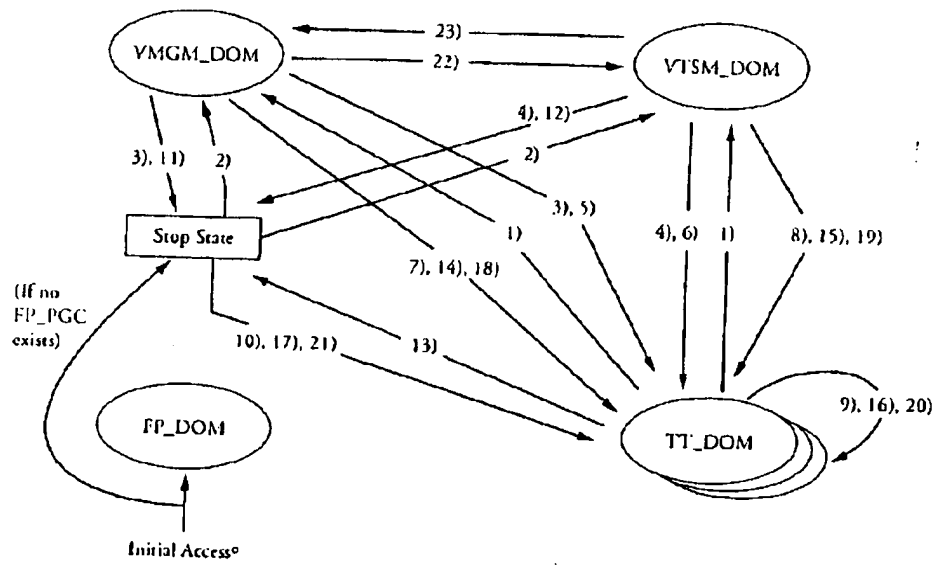 23)
VMGM_DOM
22)
VTSM_DOM
4), 12)
3), 11)
2)
2)
3), 5)
Stop State
1)
4), 6)
1)
8), 15), 19)
7), 14), 18)
(If no
FP_PGC
exists)
10), 17), 21)
13)
9), 16), 20)
FP_DOM
TT_DOM
Initial Access